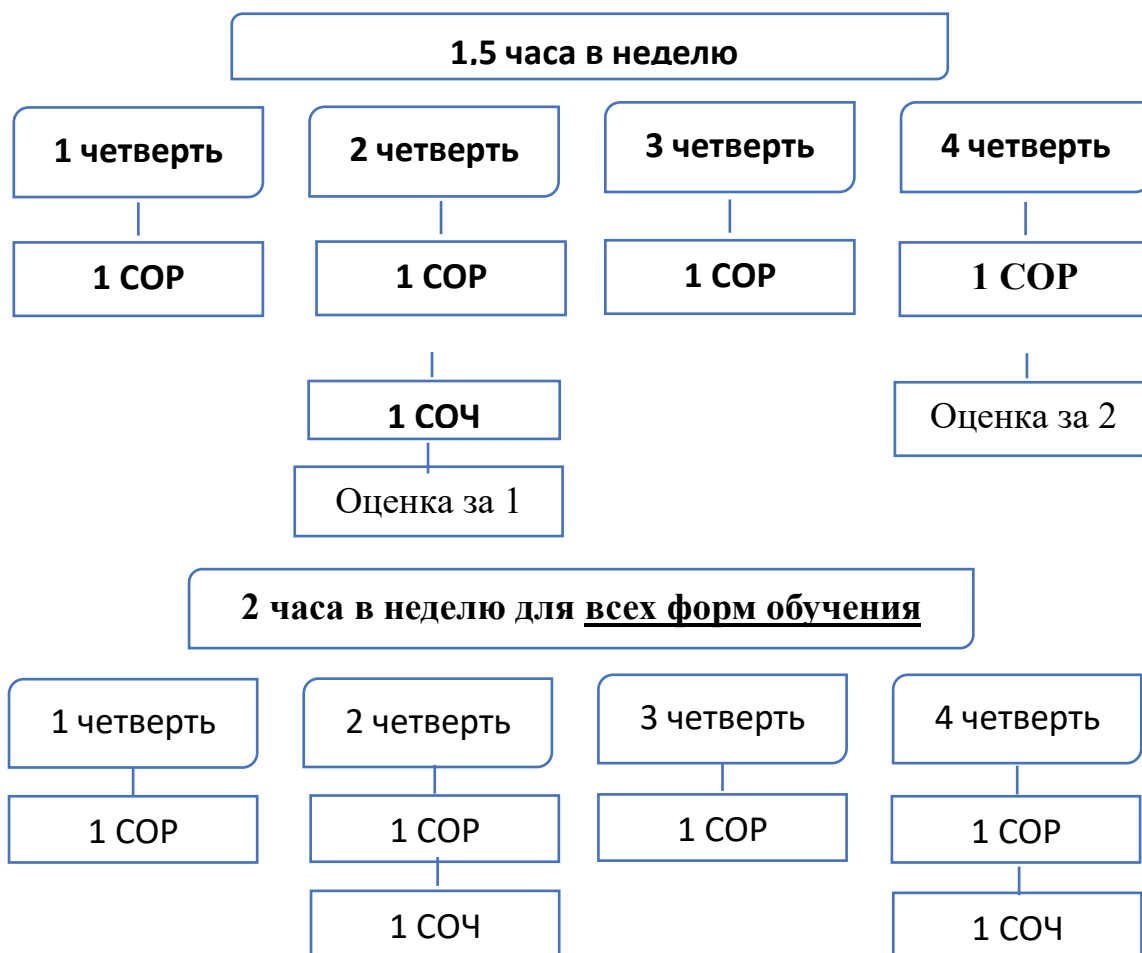 1,5 часа в неделю
1 четверть 2 четверть 3 четверть 4 четверть
1 СОР 1 СОР 1 СОР 1 СОР
1 СОЧ Оценка за 2
Оценка за 1
2 часа в неделю для всех форм обучения
1 четверть 2 четверть 3 четверть 4 четверть
1 СОР 1 СОР 1 СОР 1 СОР
1 СОЧ 1 СОЧ